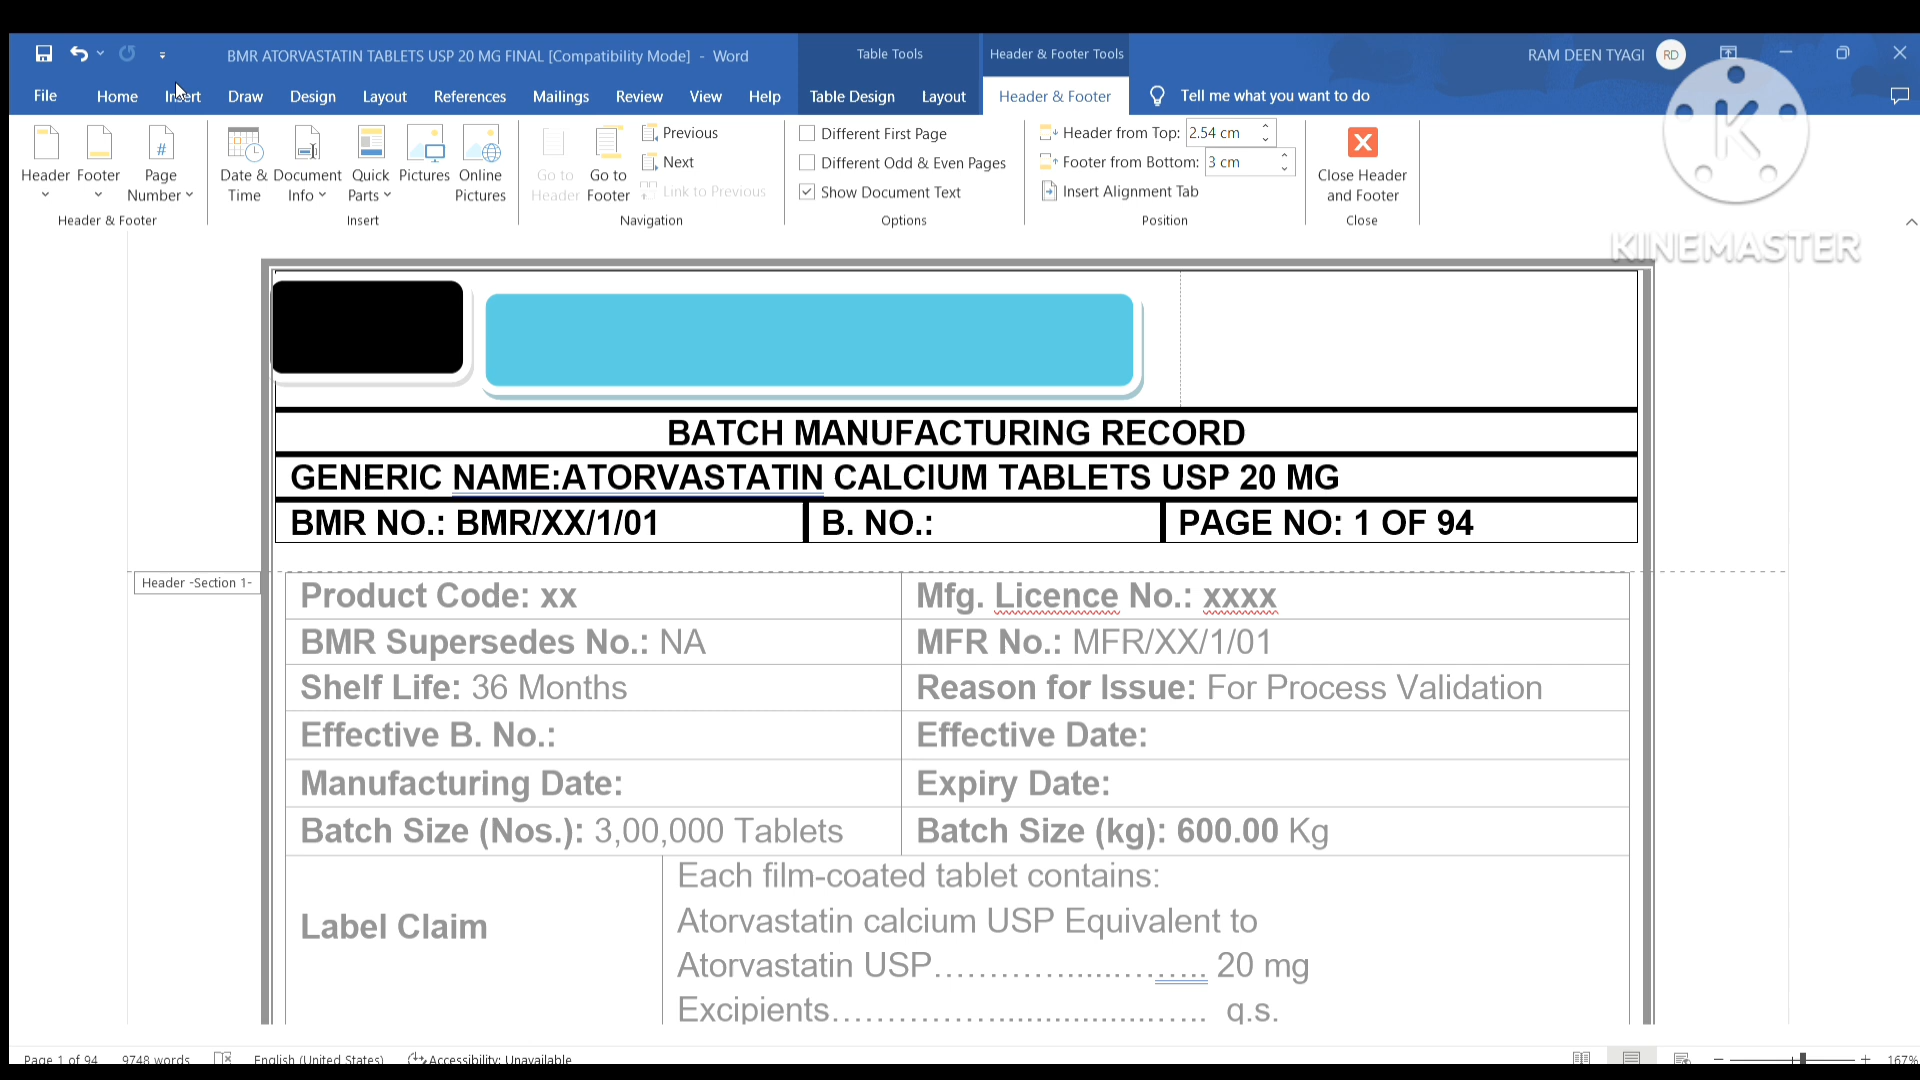 BMR ATORVASTATIN TABLETS USP 20 MG FINAL [Compatibility Mode] - Word
Table Tools
Header & Footer Tools
RAM DEEN TYAGI
RD
File Home Insert Draw Design Layout References Mailings Review View Help Table Design Layout Header & Footer Tell me what you want to do
Header
Footer
Page Number
Header & Footer
Date & Time
Document Info
Quick Parts
Pictures
Online Pictures
Insert
Go to Header
Go to Footer
Previous
Next
Link to Previous
Navigation
Different First Page
Different Odd & Even Pages
Show Document Text
Options
Header from Top: 2.54 cm
Footer from Bottom: 3 cm
Insert Alignment Tab
Position
Close Header and Footer
Close
K
KINEMASTER
BATCH MANUFACTURING RECORD
GENERIC NAME:ATORVASTATIN CALCIUM TABLETS USP 20 MG
BMR NO.: BMR/XX/1/01 B. NO.: PAGE NO: 1 OF 94
Header -Section 1-
Product Code: xx Mfg. Licence No.: xxxx
BMR Supersedes No.: NA MFR No.: MFR/XX/1/01
Shelf Life: 36 Months Reason for Issue: For Process Validation
Effective B. No.: Effective Date:
Manufacturing Date: Expiry Date:
Batch Size (Nos.): 3,00,000 Tablets Batch Size (kg): 600.00 Kg
Label Claim
Each film-coated tablet contains:
Atorvastatin calcium USP Equivalent to
Atorvastatin USP………….......…...….. 20 mg
Excipients……………..................….. q.s.
Page 1 of 94 9748 words English (United States) Accessibility: Unavailable 167%